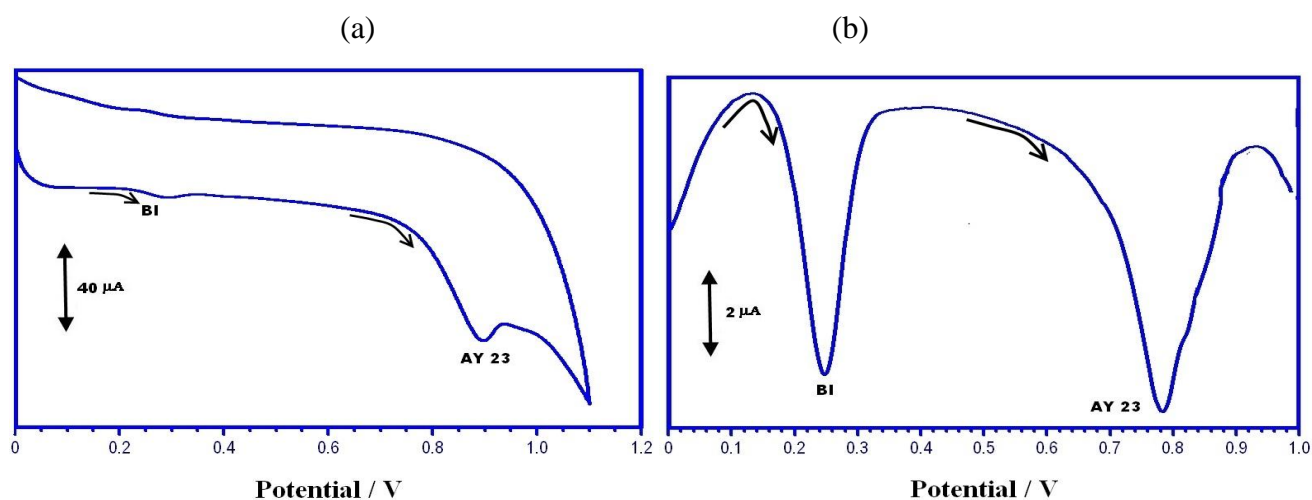 (a)
(b)
BI
40 µA
AY 23
0 0.2 0.4 0.6 0.8 1.0 1.2
Potential / V
2 µA
BI
AY 23
0 0.1 0.2 0.3 0.4 0.5 0.6 0.7 0.8 0.9 1.0
Potential / V